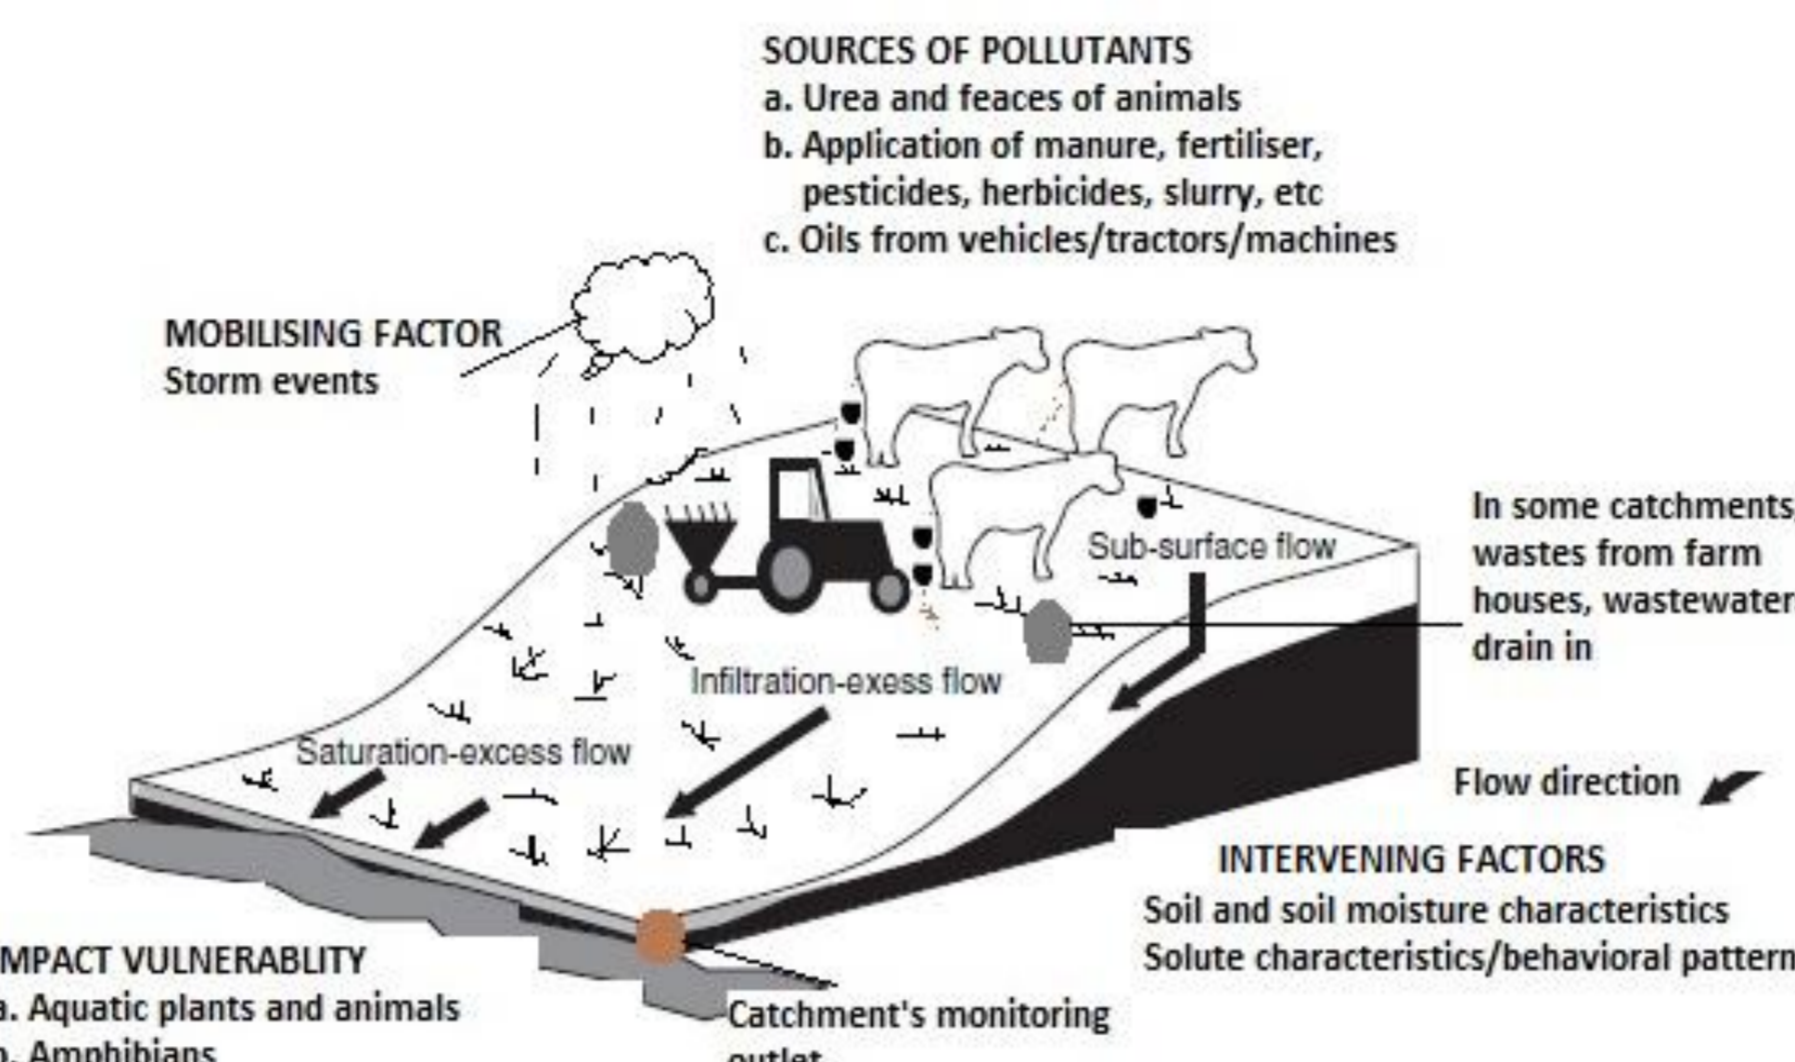 SOURCES OF POLLUTANTS
a. Urea and feaces of animals
b. Application of manure, fertiliser,
pesticides, herbicides, slurry, etc
c. Oils from vehicles/tractors/machines
MOBILISING FACTOR
Storm events
In some catchments,
wastes from farm
houses, wastewater
drain in
Sub-surface flow
Infiltration-exess flow
Saturation-excess flow
Flow direction
INTERVENING FACTORS
Soil and soil moisture characteristics
Solute characteristics/behavioral pattern
MPACT VULNERABLITY
a. Aquatic plants and animals
b. Amphibians
Catchment's monitoring
outlet